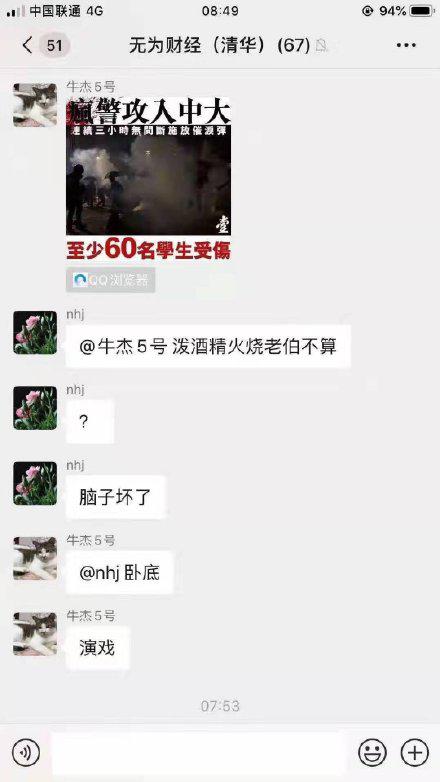 中国联通 4G
08:49
94%
51
无为财经（清华）(67)
牛杰5号
瘋警攻入中大
連續三小時無間斷施放催淚彈
壹
至少60名學生受傷
QQ浏览器
nhj
@牛杰5号 泼酒精火烧老伯不算
nhj
？
nhj
脑子坏了
牛杰5号
@nhj 卧底
牛杰5号
演戏
07:53